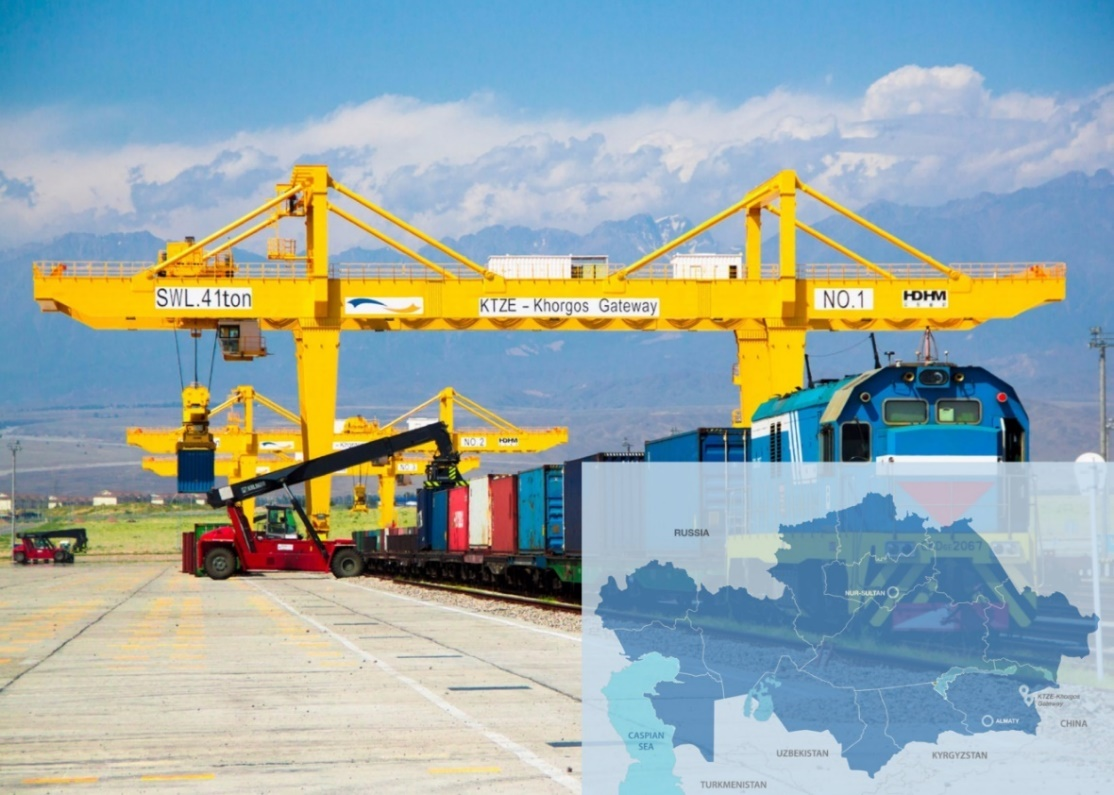 SWL.41ton
KTZE - Khorgos Gateway
NO.1
HDHM
NO.2
HDHM
RUSSIA
NUR-SULTAN
KTZE-Khorgos
Gateway
ALMATY
CHINA
CASPIAN
SEA
UZBEKISTAN
KYRGYZSTAN
TURKMENISTAN